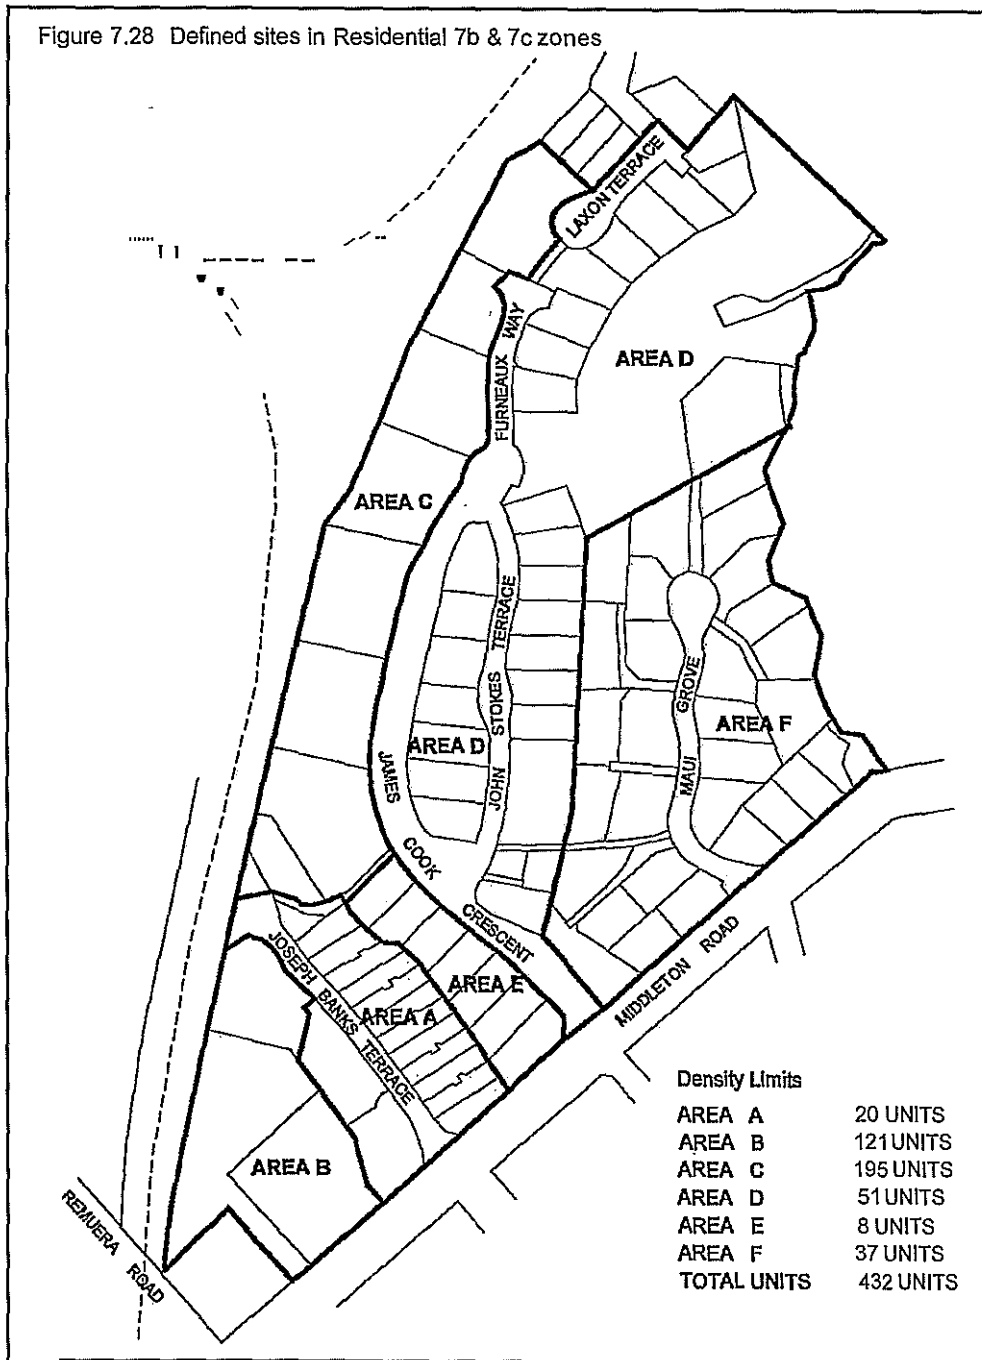 Figure 7.28 Defined sites in Residential 7b & 7c zones
LAXON TERRACE
FURNEAUX WAY
AREA D
AREA C
JOHN STOKES TERRACE
MAUI GROVE
AREA F
AREA D
JAMES COOK CRESCENT
AREA E
JOSEPH BANKS TERRACE
AREA A
MIDDLETON ROAD
AREA B
REMUERA ROAD
Density Limits
AREA A 20 UNITS
AREA B 121 UNITS
AREA C 195 UNITS
AREA D 51 UNITS
AREA E 8 UNITS
AREA F 37 UNITS
TOTAL UNITS 432 UNITS